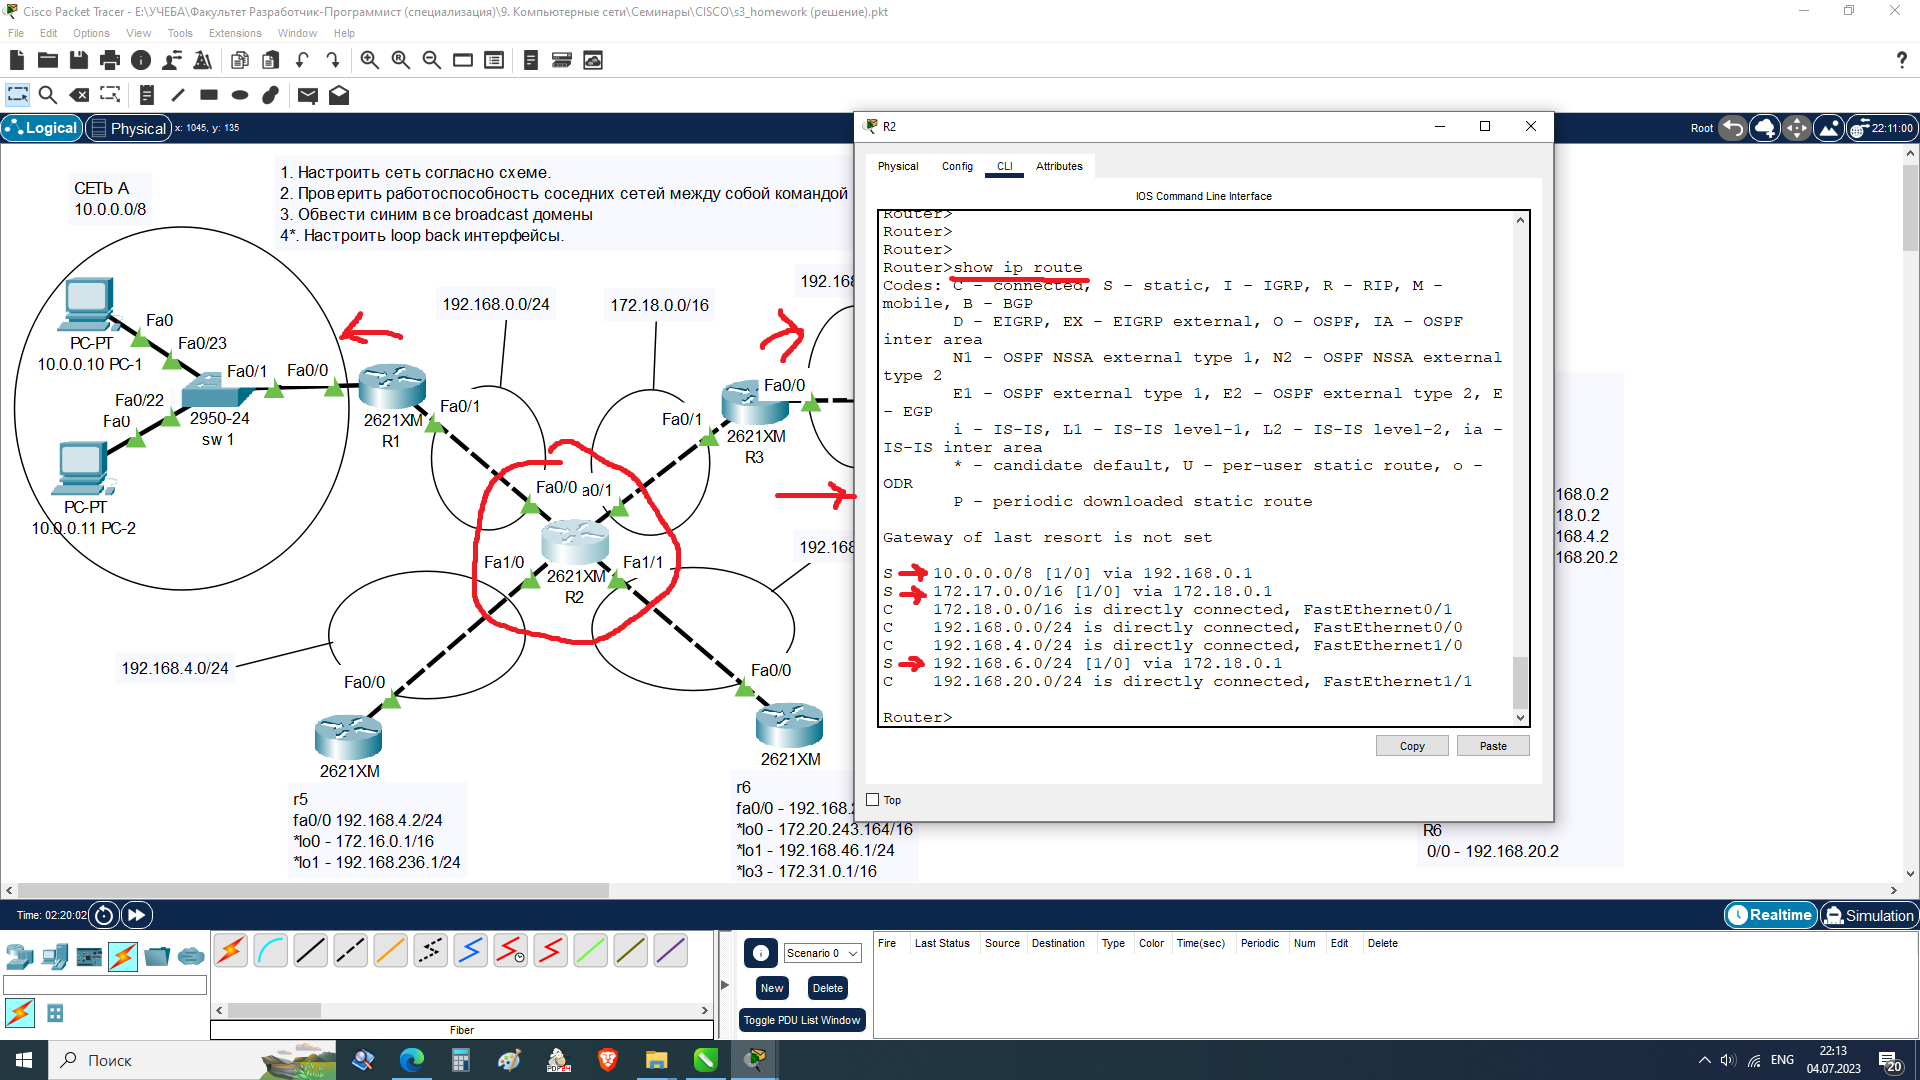 Cisco Packet Tracer - E:\УЧЕБА\Факультет Разработчик-Программист (специализация)\9. Компьютерные сети\Семинары\CISCO\s3_homework (решение).pkt
File Edit Options View Tools Extensions Window Help
?
Logical Physical x: 1045, y: 135
Root 22:11:00
1. Настроить сеть согласно схеме.
2. Проверить работоспособность соседних сетей между собой командой
3. Обвести синим все broadcast домены
4*. Настроить loop back интерфейсы.
СЕТЬ А
10.0.0.0/8
192.168.0.0/24
172.18.0.0/16
192.168
Fa0
PC-PT
10.0.0.10 PC-1
Fa0/23
Fa0/1
Fa0/0
Fa0/22
Fa0
2950-24
sw 1
PC-PT
10.0.0.11 PC-2
2621XM
R1
Fa0/1
Fa0/1
Fa0/0
2621XM
R3
Fa0/0
a0/1
Fa1/0
Fa1/1
2621XM
R2
192.168
192.168.4.0/24
Fa0/0
Fa0/0
2621XM
2621XM
r5
fa0/0 192.168.4.2/24
*lo0 - 172.16.0.1/16
*lo1 - 192.168.236.1/24
r6
fa0/0 - 192.168.
*lo0 - 172.20.243.164/16
*lo1 - 192.168.46.1/24
*lo3 - 172.31.0.1/16
168.0.2
18.0.2
168.4.2
168.20.2
R6
0/0 - 192.168.20.2
R2
Physical Config CLI Attributes
IOS Command Line Interface
Router>
Router>
Router>
Router>show ip route
Codes: C - connected, S - static, I - IGRP, R - RIP, M -
mobile, B - BGP
D - EIGRP, EX - EIGRP external, O - OSPF, IA - OSPF
inter area
N1 - OSPF NSSA external type 1, N2 - OSPF NSSA external
type 2
E1 - OSPF external type 1, E2 - OSPF external type 2, E
- EGP
i - IS-IS, L1 - IS-IS level-1, L2 - IS-IS level-2, ia -
IS-IS inter area
* - candidate default, U - per-user static route, o -
ODR
P - periodic downloaded static route
Gateway of last resort is not set
S 10.0.0.0/8 [1/0] via 192.168.0.1
S 172.17.0.0/16 [1/0] via 172.18.0.1
C 172.18.0.0/16 is directly connected, FastEthernet0/1
C 192.168.0.0/24 is directly connected, FastEthernet0/0
C 192.168.4.0/24 is directly connected, FastEthernet1/0
S 192.168.6.0/24 [1/0] via 172.18.0.1
C 192.168.20.0/24 is directly connected, FastEthernet1/1
Router>
Copy Paste
Top
Time: 02:20:02
Realtime Simulation
Scenario 0
New Delete
Toggle PDU List Window
Fire Last Status Source Destination Type Color Time(sec) Periodic Num Edit Delete
Fiber
Поиск
ENG
22:13
04.07.2023
20